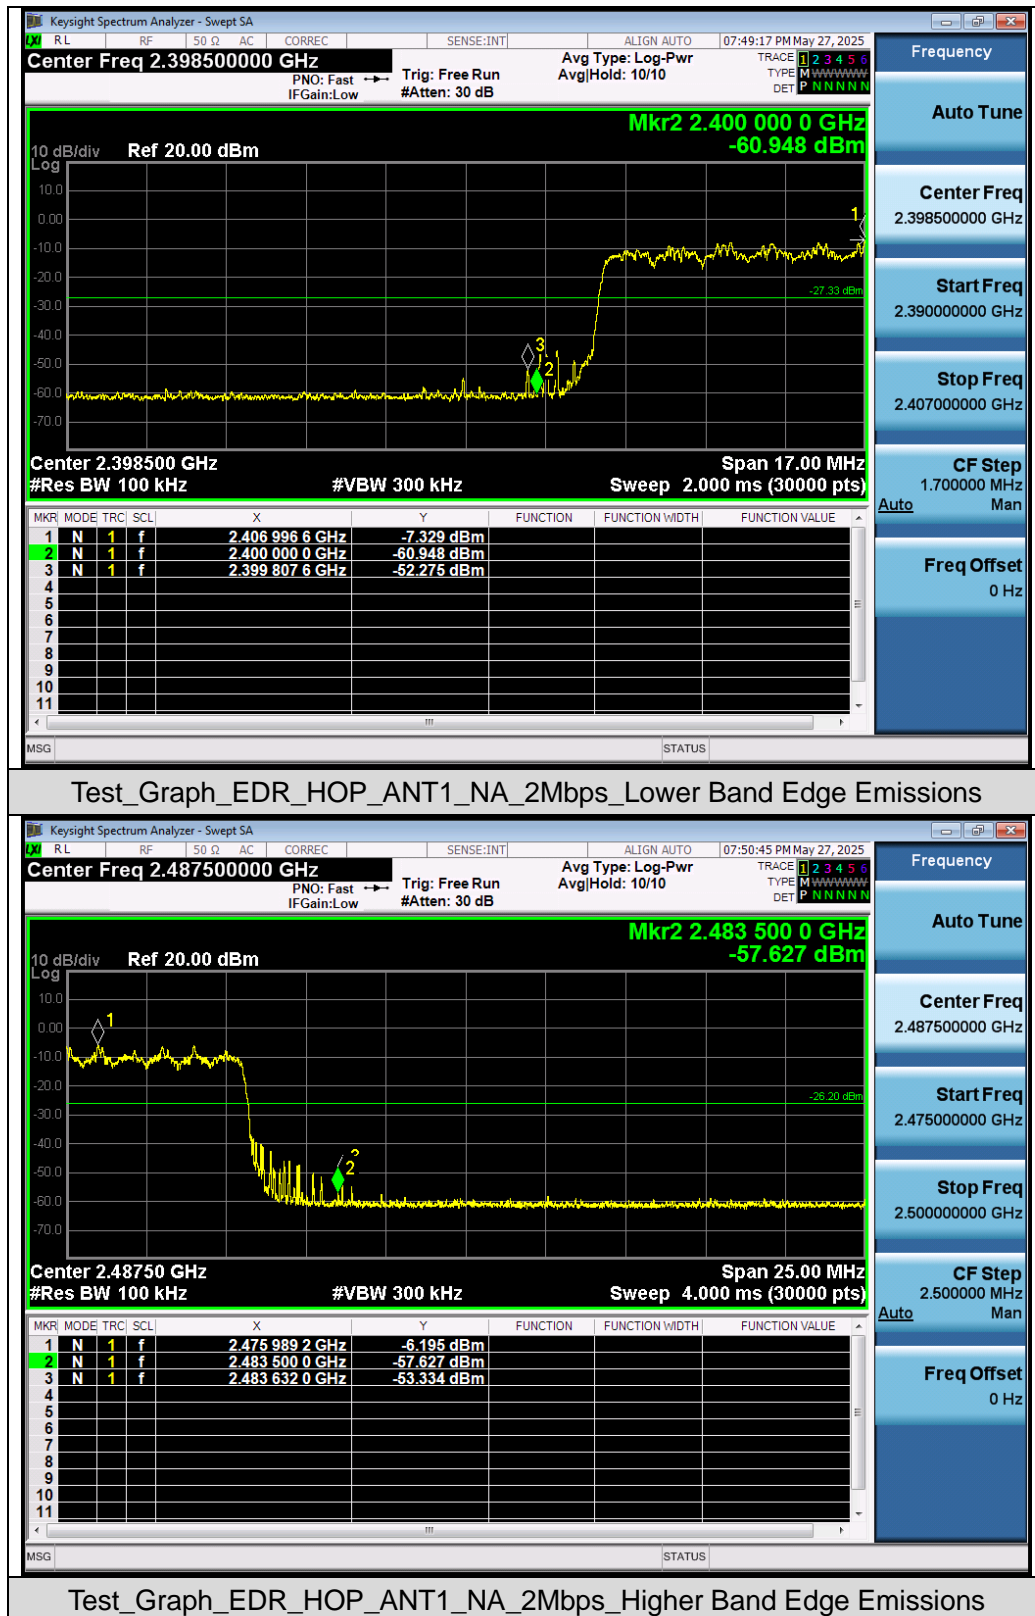 Keysight Spectrum Analyzer - Swept SA
LXI RL RF 50 Ω AC CORREC SENSE:INT ALIGN AUTO 07:49:17 PM May 27, 2025
Center Freq 2.398500000 GHz
PNO: Fast
IFGain:Low
Trig: Free Run
#Atten: 30 dB
Avg Type: Log-Pwr
Avg|Hold: 10/10
TRACE 1 2 3 4 5 6
TYPE M WWWWW
DET P N N N N N
Mkr2 2.400 000 0 GHz
-60.948 dBm
10 dB/div Ref 20.00 dBm
Log
10.0
0.00
-10.0
-20.0
-30.0
-40.0
-50.0
-60.0
-70.0
1
-27.33 dBm
3
2
Center 2.398500 GHz Span 17.00 MHz
#Res BW 100 kHz #VBW 300 kHz Sweep 2.000 ms (30000 pts)
MKR MODE TRC SCL X Y FUNCTION FUNCTION WIDTH FUNCTION VALUE
1 N 1 f 2.406 996 6 GHz -7.329 dBm
2 N 1 f 2.400 000 0 GHz -60.948 dBm
3 N 1 f 2.399 807 6 GHz -52.275 dBm
4
5
6
7
8
9
10
11
MSG STATUS
Frequency
Auto Tune
Center Freq
2.398500000 GHz
Start Freq
2.390000000 GHz
Stop Freq
2.407000000 GHz
CF Step
1.700000 MHz
Auto Man
Freq Offset
0 Hz
Test_Graph_EDR_HOP_ANT1_NA_2Mbps_Lower Band Edge Emissions
Keysight Spectrum Analyzer - Swept SA
LXI RL RF 50 Ω AC CORREC SENSE:INT ALIGN AUTO 07:50:45 PM May 27, 2025
Center Freq 2.487500000 GHz
PNO: Fast
IFGain:Low
Trig: Free Run
#Atten: 30 dB
Avg Type: Log-Pwr
Avg|Hold: 10/10
TRACE 1 2 3 4 5 6
TYPE M WWWWW
DET P N N N N N
Mkr2 2.483 500 0 GHz
-57.627 dBm
10 dB/div Ref 20.00 dBm
Log
10.0
0.00
-10.0
-20.0
-30.0
-40.0
-50.0
-60.0
-70.0
1
-26.20 dBm
2
Center 2.48750 GHz Span 25.00 MHz
#Res BW 100 kHz #VBW 300 kHz Sweep 4.000 ms (30000 pts)
MKR MODE TRC SCL X Y FUNCTION FUNCTION WIDTH FUNCTION VALUE
1 N 1 f 2.475 989 2 GHz -6.195 dBm
2 N 1 f 2.483 500 0 GHz -57.627 dBm
3 N 1 f 2.483 632 0 GHz -53.334 dBm
4
5
6
7
8
9
10
11
MSG STATUS
Frequency
Auto Tune
Center Freq
2.487500000 GHz
Start Freq
2.475000000 GHz
Stop Freq
2.500000000 GHz
CF Step
2.500000 MHz
Auto Man
Freq Offset
0 Hz
Test_Graph_EDR_HOP_ANT1_NA_2Mbps_Higher Band Edge Emissions